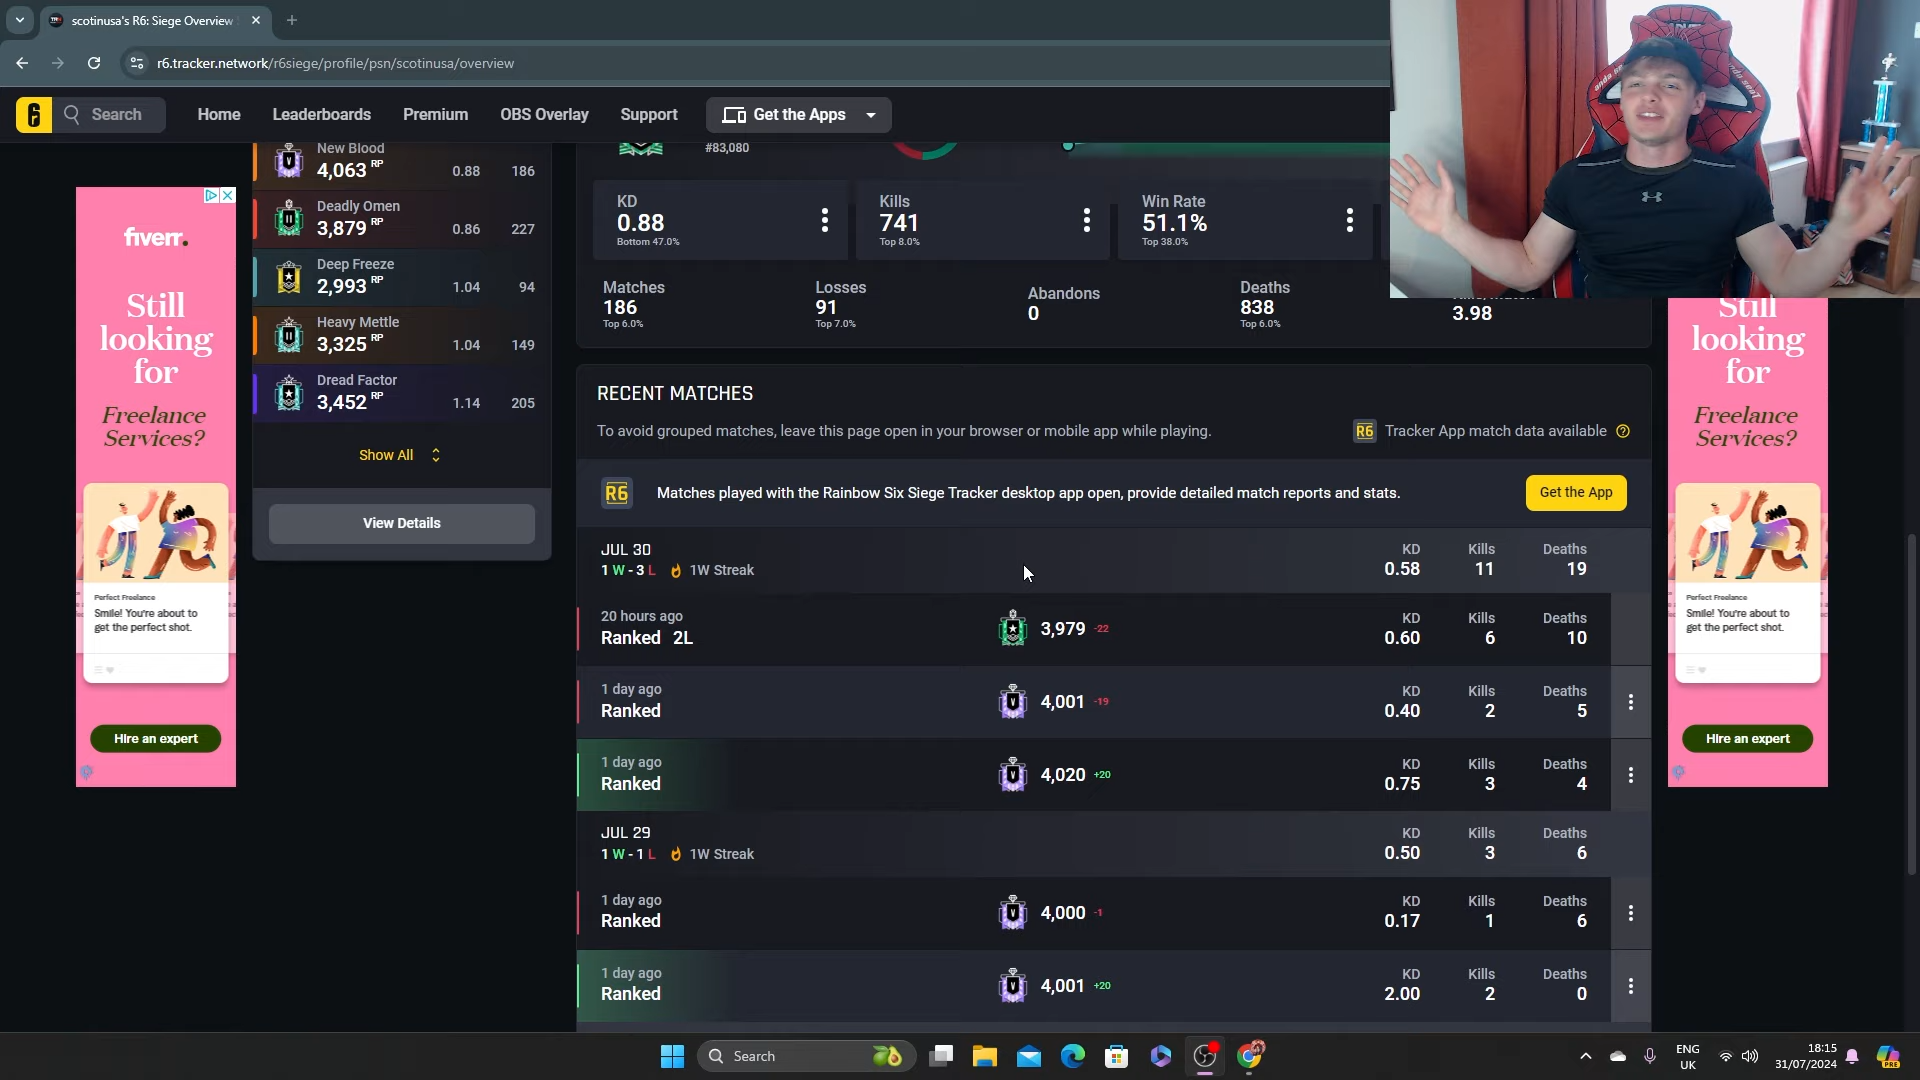 scotinusa's R6: Siege Overview
r6.tracker.network/r6siege/profile/psn/scotinusa/overview
6 Search Home Leaderboards Premium OBS Overlay Support Get the Apps
New Blood
4,063 RP 0.88 186
Deadly Omen
3,879 RP 0.86 227
Deep Freeze
2,993 RP 1.04 94
Heavy Mettle
3,325 RP 1.04 149
Dread Factor
3,452 RP 1.14 205
Show All
View Details
#83,080
KD
0.88
Bottom 47.0%
Kills
741
Top 8.0%
Win Rate
51.1%
Top 38.0%
Matches
186
Top 6.0%
Losses
91
Top 7.0%
Abandons
0
Deaths
838
Top 6.0%
3.98
RECENT MATCHES
To avoid grouped matches, leave this page open in your browser or mobile app while playing.
R6 Tracker App match data available
R6 Matches played with the Rainbow Six Siege Tracker desktop app open, provide detailed match reports and stats.
Get the App
JUL 30 KD Kills Deaths
1 W - 3 L 1W Streak 0.58 11 19
20 hours ago KD Kills Deaths
Ranked 2L 3,979 -22 0.60 6 10
1 day ago KD Kills Deaths
Ranked 4,001 -19 0.40 2 5
1 day ago KD Kills Deaths
Ranked 4,020 +20 0.75 3 4
JUL 29 KD Kills Deaths
1 W - 1 L 1W Streak 0.50 3 6
1 day ago KD Kills Deaths
Ranked 4,000 -1 0.17 1 6
1 day ago KD Kills Deaths
Ranked 4,001 +20 2.00 2 0
fiverr.
Still
looking
for
Freelance
Services?
Perfect Freelance
Smile! You're about to
get the perfect shot.
Hire an expert
Still
looking
for
Freelance
Services?
Perfect Freelance
Smile! You're about to
get the perfect shot.
Hire an expert
anda seaT
Search
ENG
UK
18:15
31/07/2024
PRE